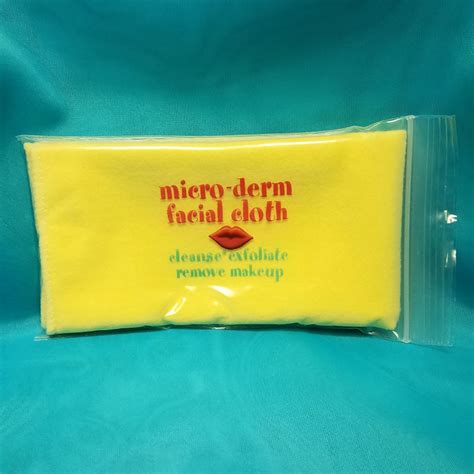 micro-derm
facial cloth
cleanse*exfoliate
remove makeup